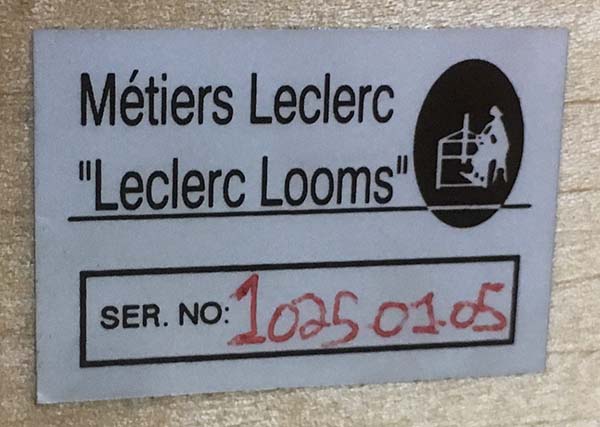 Métiers Leclerc
"Leclerc Looms"
SER. NO: 1025 01.05